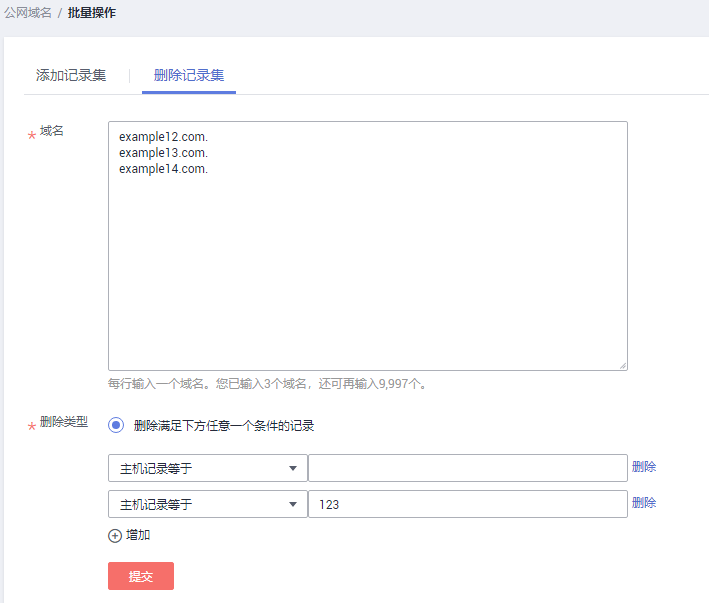 公网域名 / 批量操作
添加记录集 删除记录集
* 域名
example12.com.
example13.com.
example14.com.
每行输入一个域名。您已输入3个域名，还可再输入9,997个。
* 删除类型 删除满足下方任意一个条件的记录
主机记录等于 删除
主机记录等于 123 删除
增加
提交